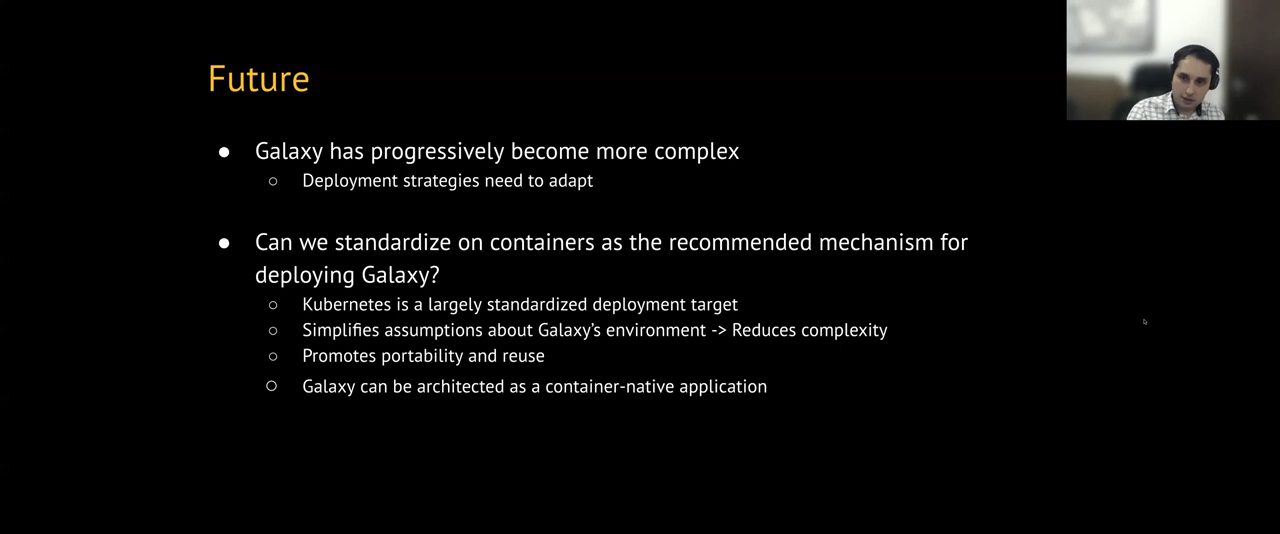 Future
● Galaxy has progressively become more complex
○ Deployment strategies need to adapt
● Can we standardize on containers as the recommended mechanism for
deploying Galaxy?
○ Kubernetes is a largely standardized deployment target
○ Simplifies assumptions about Galaxy’s environment -> Reduces complexity
○ Promotes portability and reuse
○ Galaxy can be architected as a container-native application